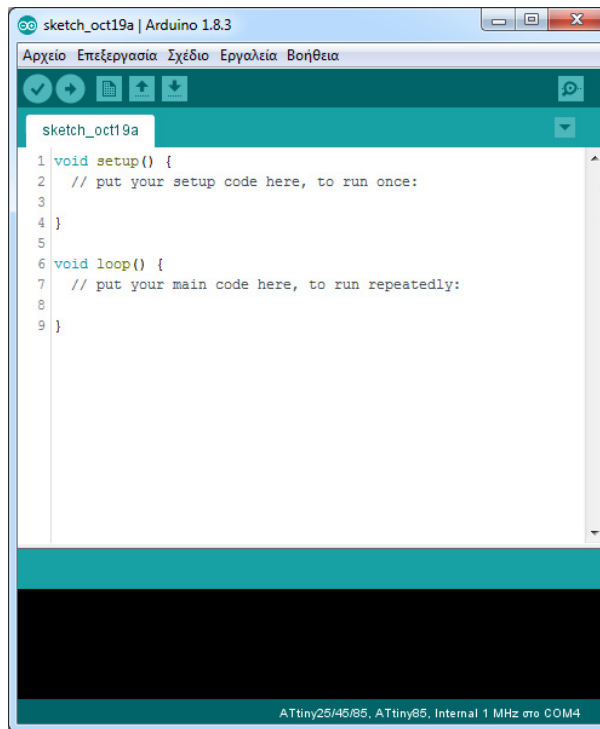 sketch_oct19a | Arduino 1.8.3
Αρχείο Επεξεργασία Σχέδιο Εργαλεία Βοήθεια
sketch_oct19a
1 void setup() {
2   // put your setup code here, to run once:
3
4 }
5
6 void loop() {
7   // put your main code here, to run repeatedly:
8
9 }
ATtiny25/45/85, ATtiny85, Internal 1 MHz στο COM4